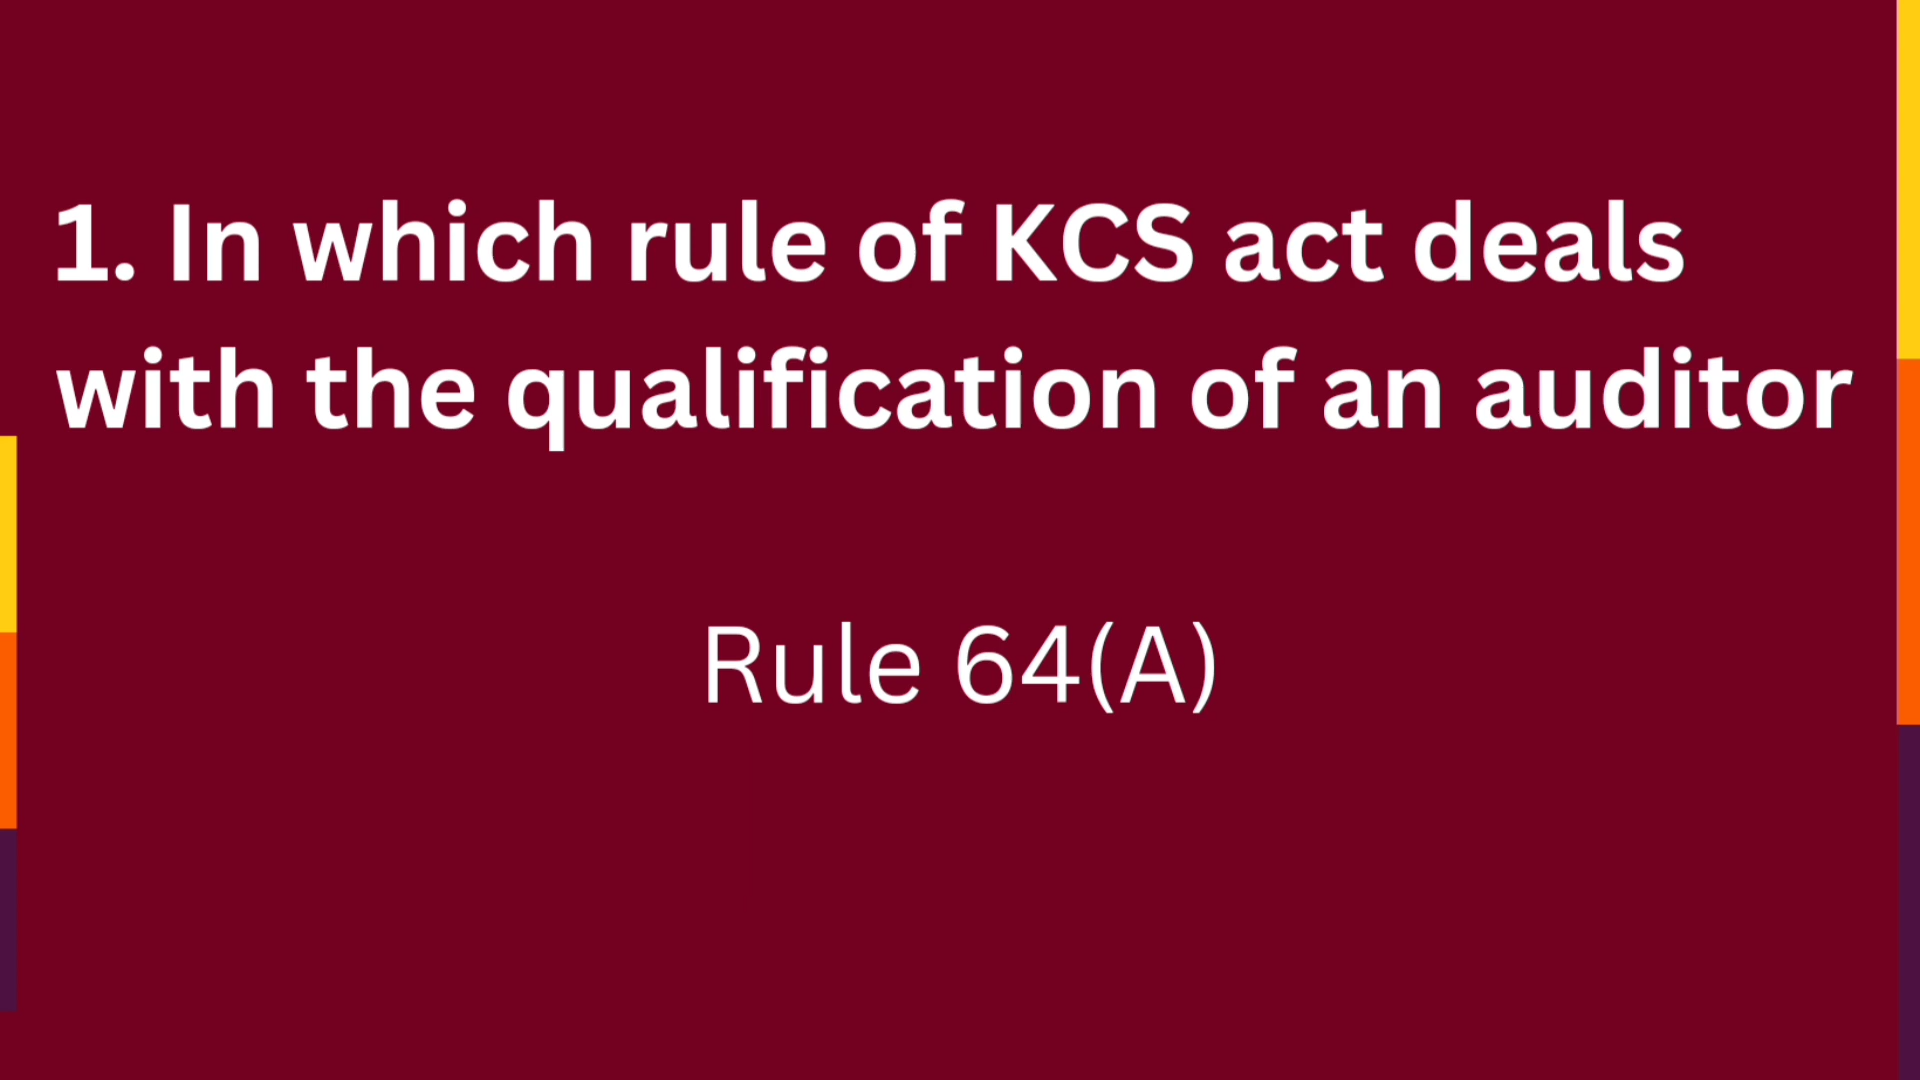 1. In which rule of KCS act deals
with the qualification of an auditor
Rule 64(A)